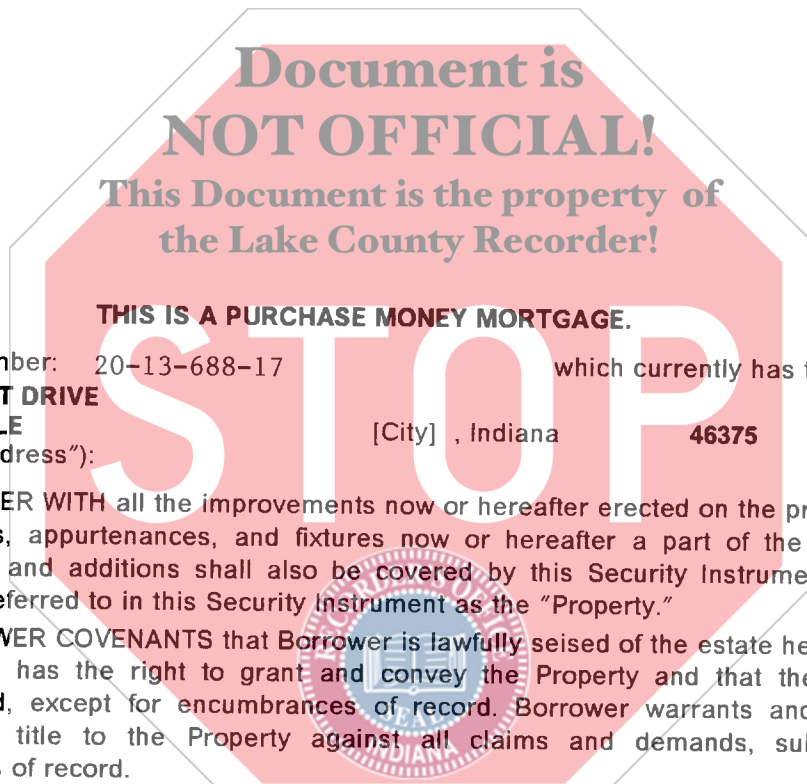 Document is
NOT OFFICIAL!
This Document is the property of
the Lake County Recorder!
STOP
THIS IS A PURCHASE MONEY MORTGAGE.
nber: 20-13-688-17 which currently has
T DRIVE
LE [City] , Indiana 46375
dress"):
ER WITH all the improvements now or hereafter erected on the pr
s, appurtenances, and fixtures now or hereafter a part of the
and additions shall also be covered by this Security Instrume
eferred to in this Security Instrument as the "Property."
WER COVENANTS that Borrower is lawfully seised of the estate he
has the right to grant and convey the Property and that the
d, except for encumbrances of record. Borrower warrants and
title to the Property against all claims and demands, su
of record.
SEAL
INDIANA